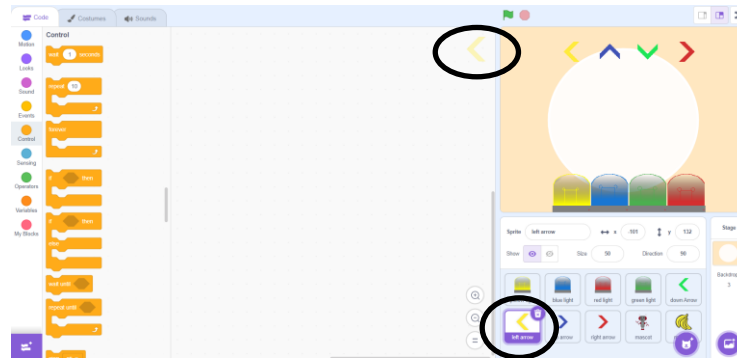 Code Costumes Sounds
Control
Motion
Looks
Sound
Events
Control
Sensing
Operators
Variables
My Blocks
wait 1 seconds
repeat 10
forever
if then
if then
else
wait until
repeat until
Sprite left arrow x -101 y 132
Show Size 50 Direction 90
Stage
Backdrops
3
blue light red light green light down Arrow
left arrow arrow right arrow mascot